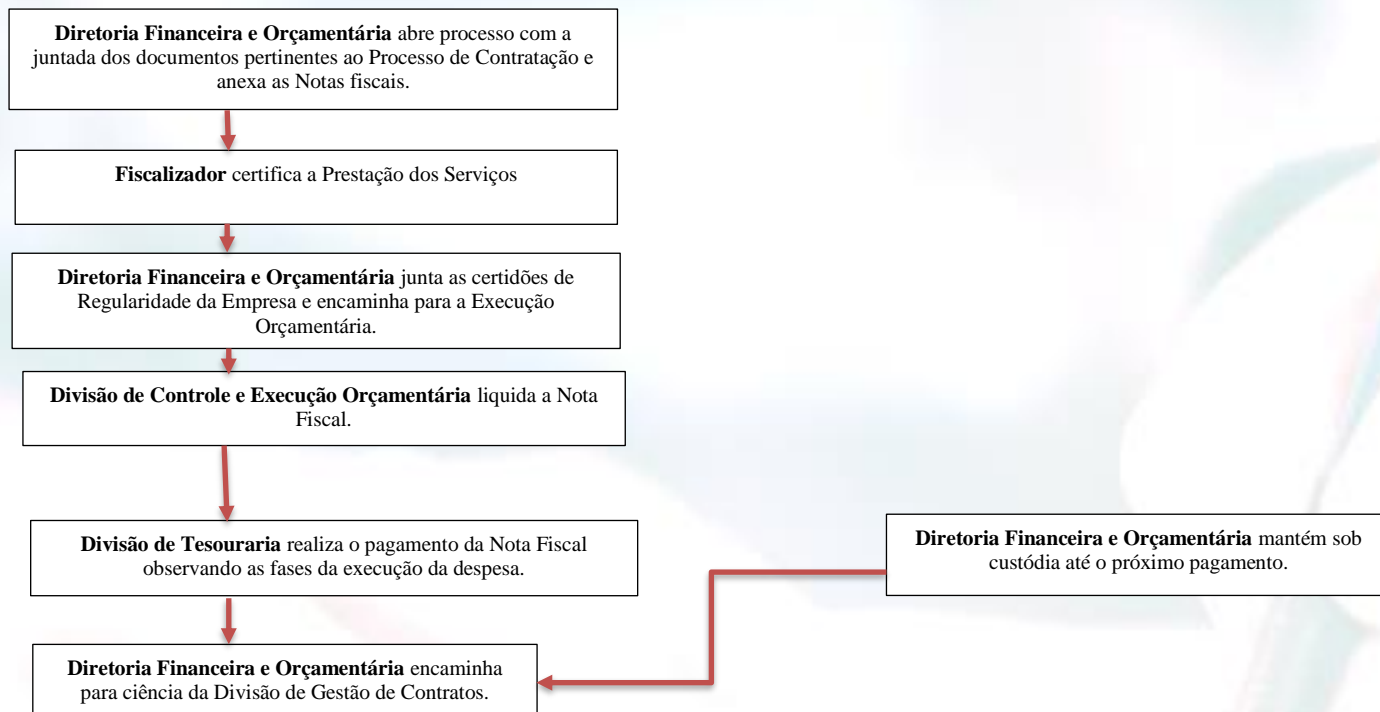 Diretoria Financeira e Orçamentária abre processo com a
juntada dos documentos pertinentes ao Processo de Contratação e
anexa as Notas fiscais.
Fiscalizador certifica a Prestação dos Serviços
Diretoria Financeira e Orçamentária junta as certidões de
Regularidade da Empresa e encaminha para a Execução
Orçamentária.
Divisão de Controle e Execução Orçamentária liquida a Nota
Fiscal.
Divisão de Tesouraria realiza o pagamento da Nota Fiscal
observando as fases da execução da despesa.
Diretoria Financeira e Orçamentária mantém sob
custódia até o próximo pagamento.
Diretoria Financeira e Orçamentária encaminha
para ciência da Divisão de Gestão de Contratos.